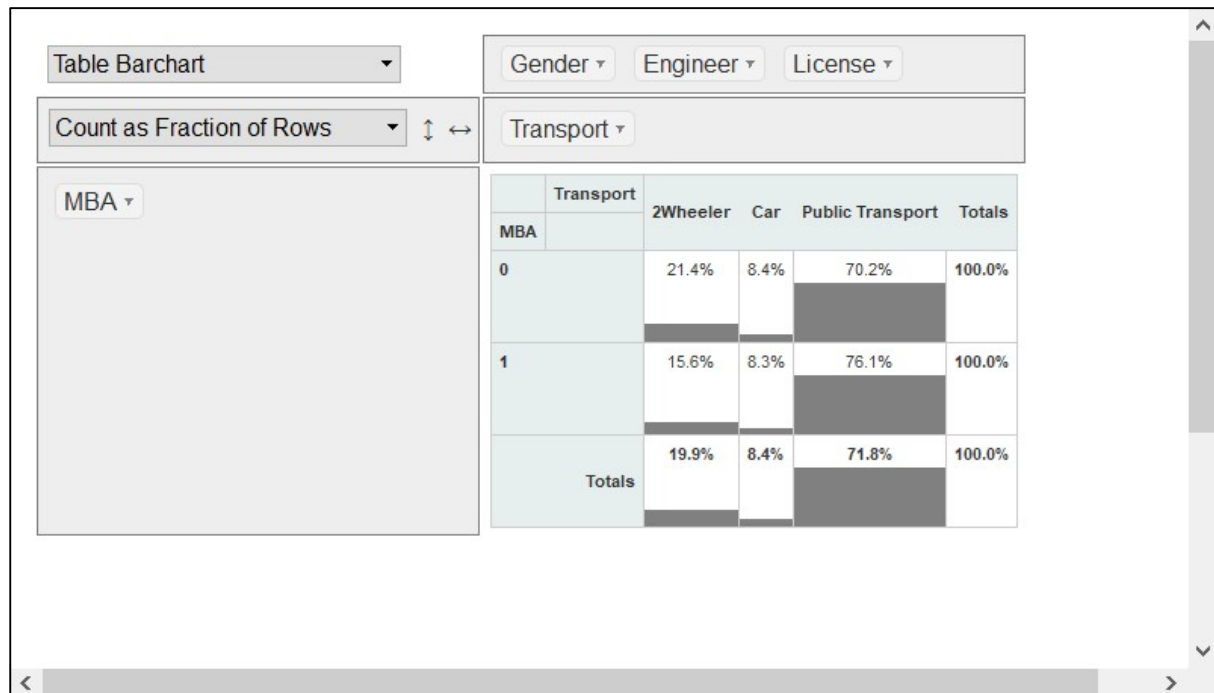 Table Barchart
Gender Engineer License
Count as Fraction of Rows ↕ ↔
Transport
MBA
Transport 2Wheeler Car Public Transport Totals
MBA
0 21.4% 8.4% 70.2% 100.0%
1 15.6% 8.3% 76.1% 100.0%
Totals 19.9% 8.4% 71.8% 100.0%